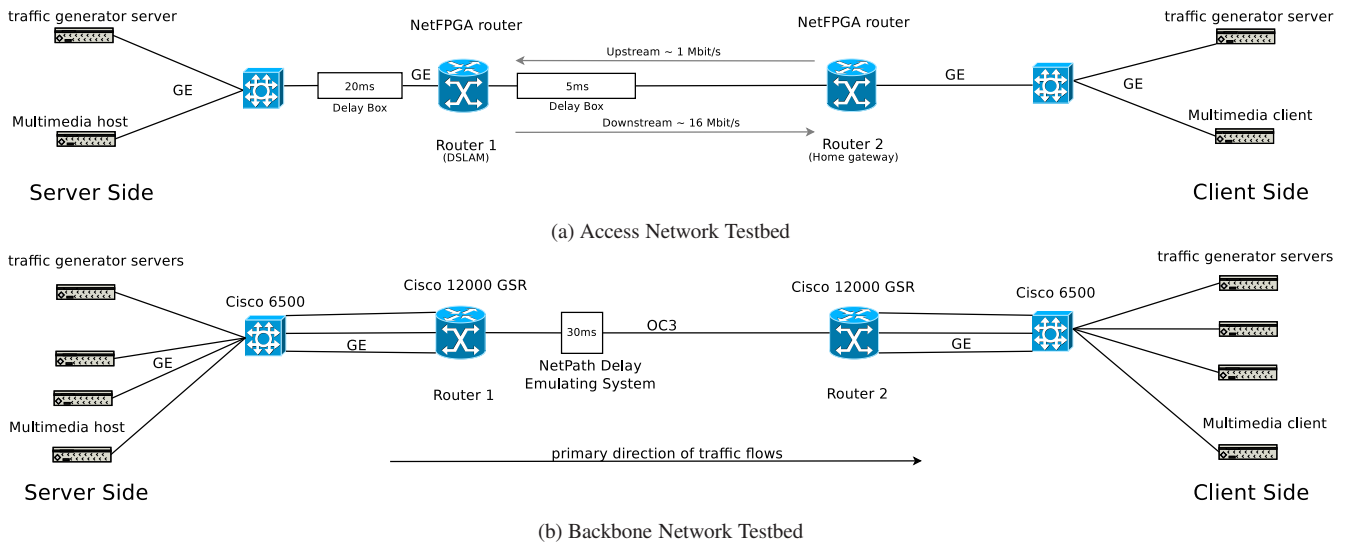 traffic generator server
NetFPGA router
NetFPGA router
traffic generator server
Upstream ~ 1 Mbit/s
GE
20ms
GE
5ms
GE
GE
Delay Box
Delay Box
Multimedia host
Downstream ~ 16 Mbit/s
Multimedia client
Router 1
(DSLAM)
Router 2
(Home gateway)
Server Side
Client Side
(a) Access Network Testbed
traffic generator servers
traffic generator servers
Cisco 6500
Cisco 12000 GSR
Cisco 12000 GSR
Cisco 6500
30ms
OC3
GE
GE
GE
NetPath Delay
Emulating System
Router 1
Router 2
Multimedia host
Multimedia client
primary direction of traffic flows
Server Side
Client Side
(b) Backbone Network Testbed